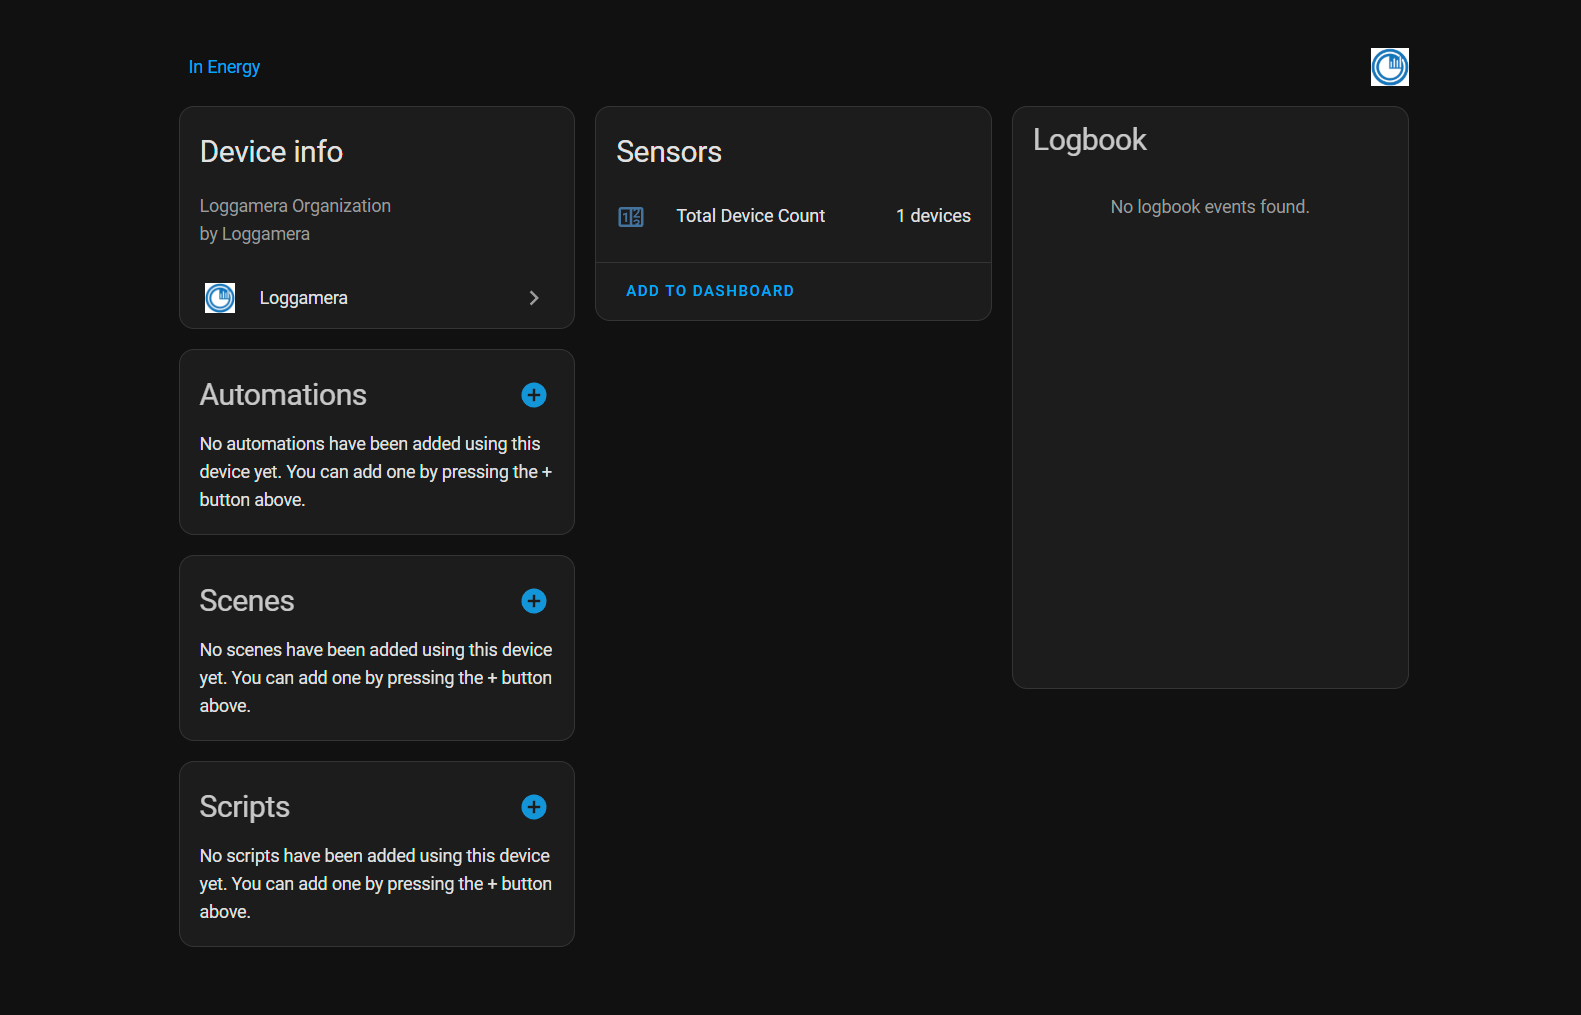 In Energy
Device info
Loggamera Organization
by Loggamera
Loggamera
Automations
No automations have been added using this
device yet. You can add one by pressing the +
button above.
Scenes
No scenes have been added using this device
yet. You can add one by pressing the + button
above.
Scripts
No scripts have been added using this device
yet. You can add one by pressing the + button
above.
Sensors
Total Device Count 1 devices
ADD TO DASHBOARD
Logbook
No logbook events found.